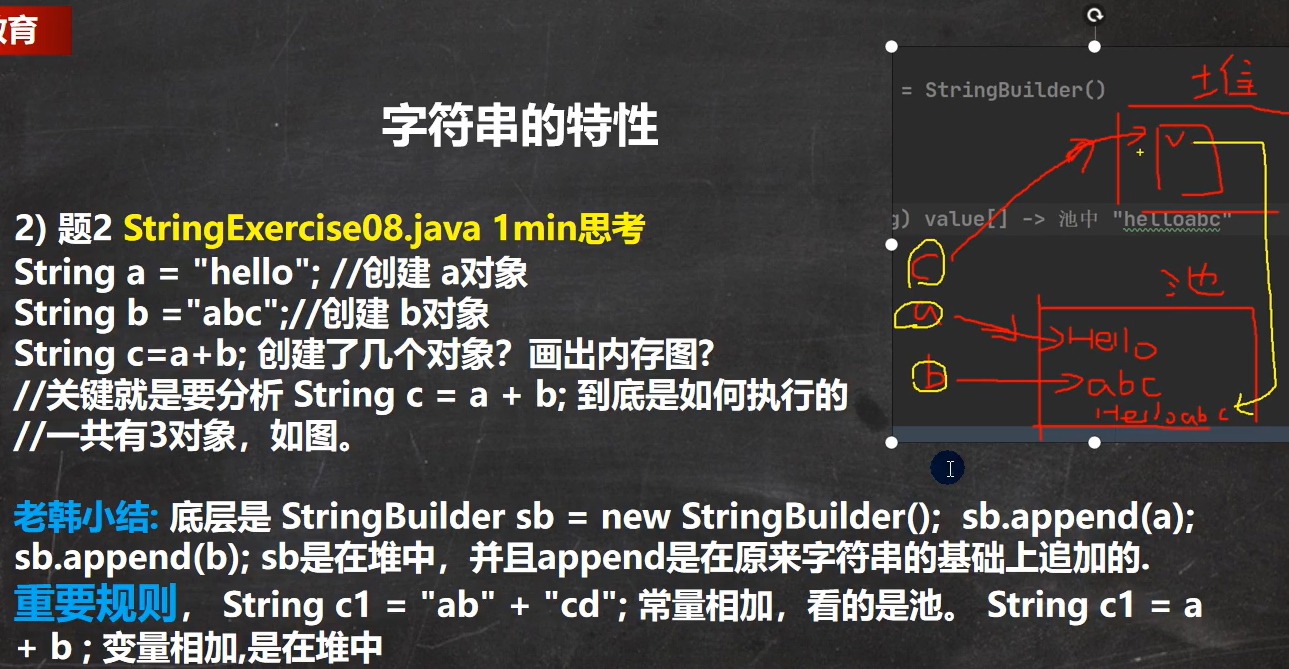 教育
字符串的特性
2) 题2 StringExercise08.java 1min思考
String a = "hello"; //创建 a对象
String b ="abc";//创建 b对象
String c=a+b; 创建了几个对象？画出内存图?
//关键就是要分析 String c = a + b; 到底是如何执行的
//一共有3对象，如图。
老韩小结: 底层是 StringBuilder sb = new StringBuilder(); sb.append(a);
sb.append(b); sb是在堆中，并且append是在原来字符串的基础上追加的.
重要规则， String c1 = "ab" + "cd"; 常量相加，看的是池。 String c1 = a
+ b ; 变量相加,是在堆中
= StringBuilder()
堆
v
g) value[] -> 池中 "helloabc"
c
池
a
Hello
b
abc
Helloabc